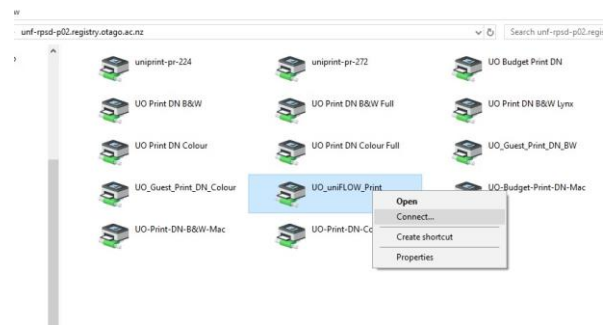 unf-rpsd-p02.registry.otago.ac.nz
Search unf-rpsd-p02.regis
uniprint-pr-224
uniprint-pr-272
UO Budget Print DN
UO Print DN B&W
UO Print DN B&W Full
UO Print DN B&W Lynx
UO Print DN Colour
UO Print DN Colour Full
UO_Guest_Print_DN_BW
UO_Guest_Print_DN_Colour
UO_uniFLOW_Print
UO-Budget-Print-DN-Mac
UO-Print-DN-B&W-Mac
UO-Print-DN-Co
Open
Connect...
Create shortcut
Properties